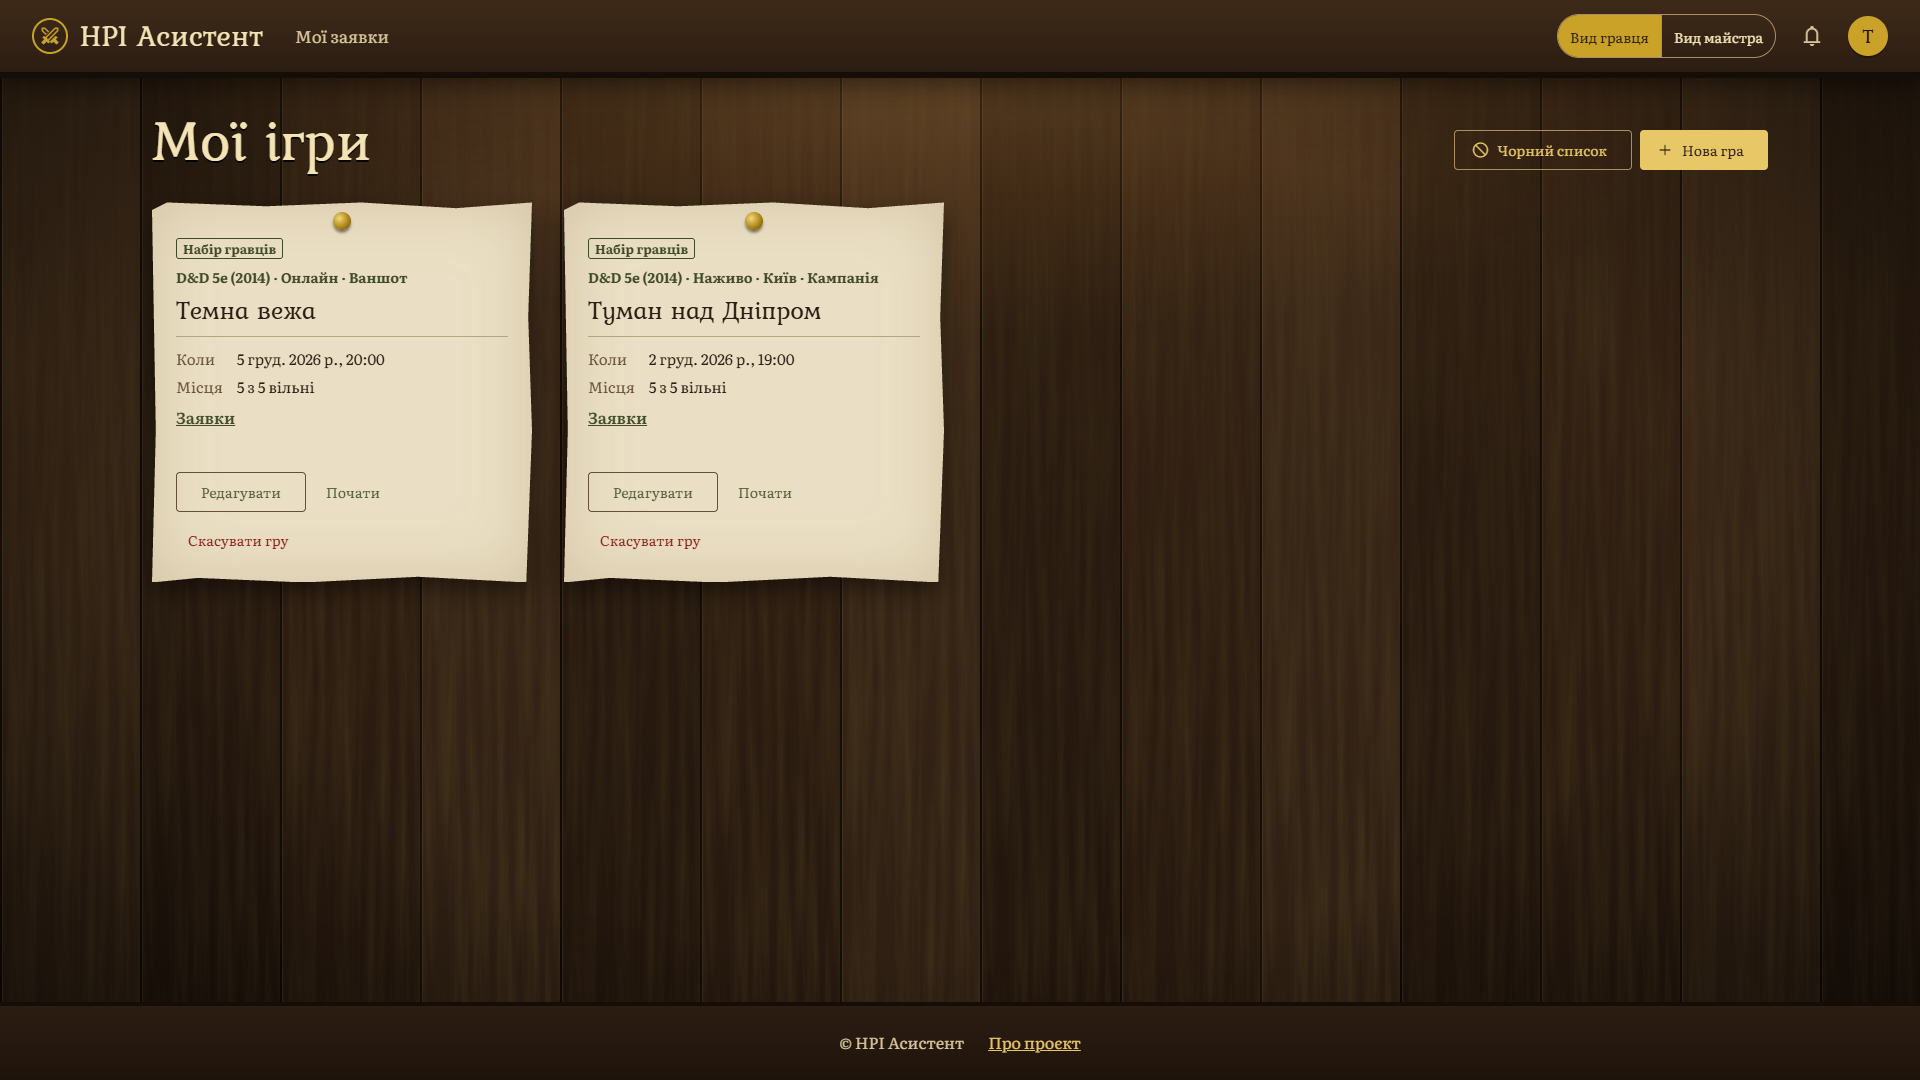 НРІ Асистент
Мої заявки
Вид гравця
Вид майстра
Т
Мої ігри
Чорний список
Нова гра
Набір гравців
D&D 5e (2014) · Онлайн · Ваншот
Темна вежа
Коли 5 груд. 2026 р., 20:00
Місця 5 з 5 вільні
Заявки
Редагувати
Почати
Скасувати гру
Набір гравців
D&D 5e (2014) · Наживо · Київ · Кампанія
Туман над Дніпром
Коли 2 груд. 2026 р., 19:00
Місця 5 з 5 вільні
Заявки
Редагувати
Почати
Скасувати гру
© НРІ Асистент
Про проєкт